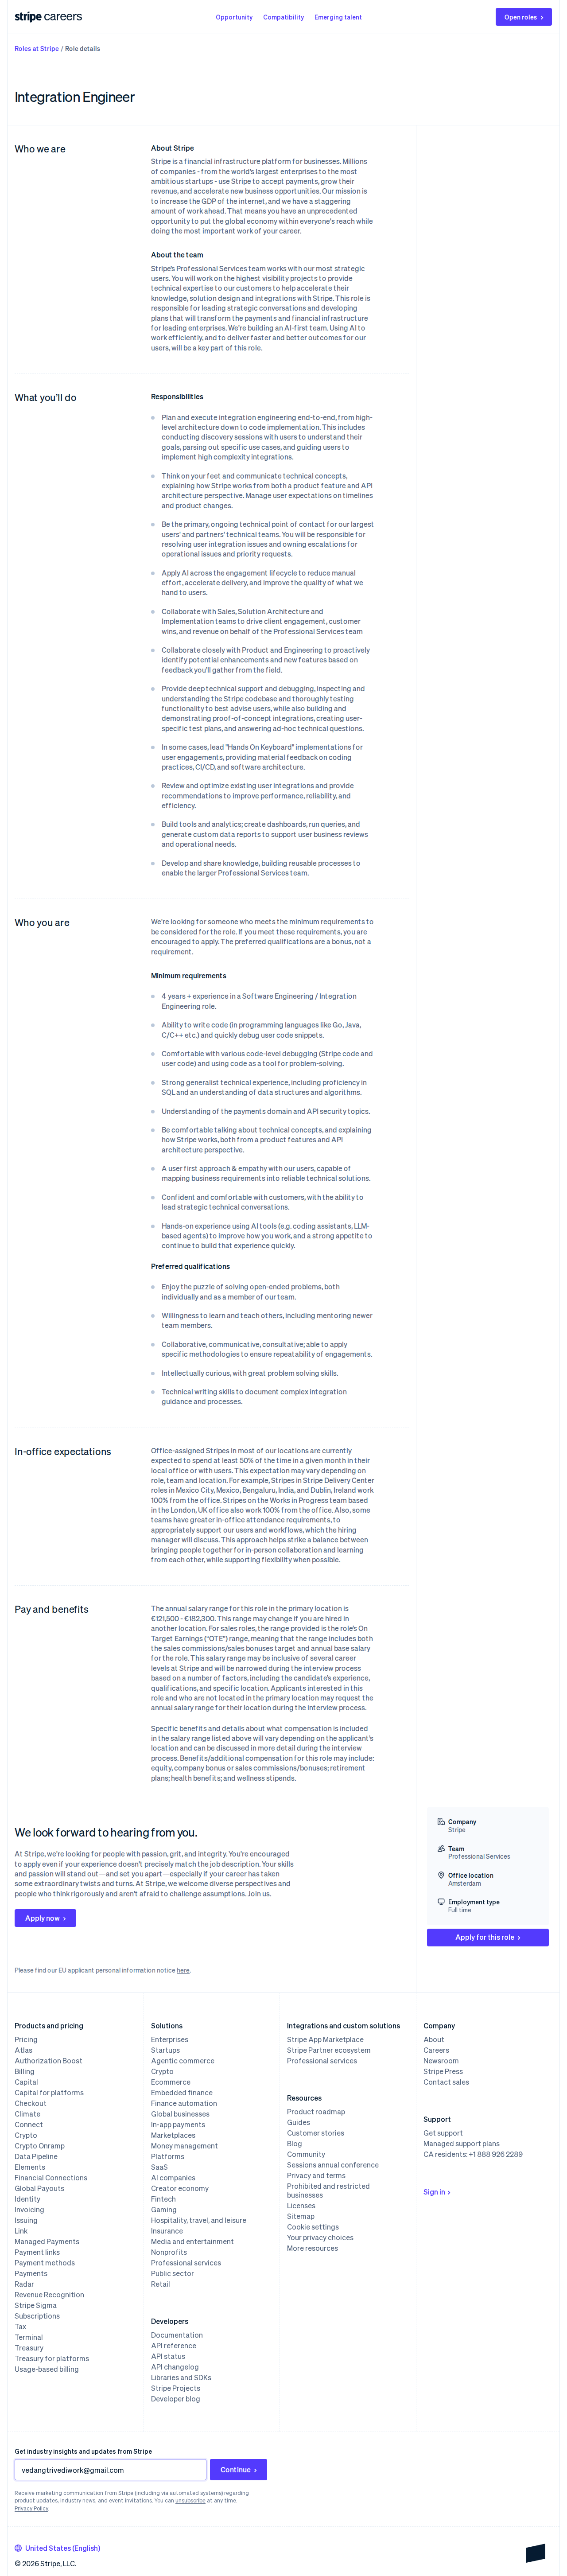 stripe careers
Opportunity
Compatibility
Emerging talent
Open roles ›
Roles at Stripe / Role details
Integration Engineer
Who we are
About Stripe
Stripe is a financial infrastructure platform for businesses. Millions
of companies - from the world's largest enterprises to the most
ambitious startups - use Stripe to accept payments, grow their
revenue, and accelerate new business opportunities. Our mission is
to increase the GDP of the internet, and we have a staggering
amount of work ahead. That means you have an unprecedented
opportunity to put the global economy within everyone's reach while
doing the most important work of your career.
About the team
Stripe's Professional Services team works with our most strategic
users. You will work on the highest visibility projects to provide
technical expertise to our customers to help accelerate their
knowledge, solution design and integrations with Stripe. This role is
responsible for leading strategic conversations and developing
plans that will transform the payments and financial infrastructure
for leading enterprises. We're building an AI-first team. Using AI to
work efficiently, and to deliver faster and better outcomes for our
users, will be a key part of this role.
What you'll do
Responsibilities
Plan and execute integration engineering end-to-end, from high-
level architecture down to code implementation. This includes
conducting discovery sessions with users to understand their
goals, parsing out specific use cases, and guiding users to
implement high complexity integrations.
Think on your feet and communicate technical concepts,
explaining how Stripe works from both a product feature and API
architecture perspective. Manage user expectations on timelines
and product changes.
Be the primary, ongoing technical point of contact for our largest
users' and partners' technical teams. You will be responsible for
resolving user integration issues and owning escalations for
operational issues and priority requests.
Apply AI across the engagement lifecycle to reduce manual
effort, accelerate delivery, and improve the quality of what we
hand to users.
Collaborate with Sales, Solution Architecture and
Implementation teams to drive client engagement, customer
wins, and revenue on behalf of the Professional Services team
Collaborate closely with Product and Engineering to proactively
identify potential enhancements and new features based on
feedback you'll gather from the field.
Provide deep technical support and debugging, inspecting and
understanding the Stripe codebase and thoroughly testing
functionality to best advise users, while also building and
demonstrating proof-of-concept integrations, creating user-
specific test plans, and answering ad-hoc technical questions.
In some cases, lead "Hands On Keyboard" implementations for
user engagements, providing material feedback on coding
practices, CI/CD, and software architecture.
Review and optimize existing user integrations and provide
recommendations to improve performance, reliability, and
efficiency.
Build tools and analytics; create dashboards, run queries, and
generate custom data reports to support user business reviews
and operational needs.
Develop and share knowledge, building reusable processes to
enable the larger Professional Services team.
Who you are
We're looking for someone who meets the minimum requirements to
be considered for the role. If you meet these requirements, you are
encouraged to apply. The preferred qualifications are a bonus, not a
requirement.
Minimum requirements
4 years + experience in a Software Engineering / Integration
Engineering role.
Ability to write code (in programming languages like Go, Java,
C/C++ etc.) and quickly debug user code snippets.
Comfortable with various code-level debugging (Stripe code and
user code) and using code as a tool for problem-solving.
Strong generalist technical experience, including proficiency in
SQL and an understanding of data structures and algorithms.
Understanding of the payments domain and API security topics.
Be comfortable talking about technical concepts, and explaining
how Stripe works, both from a product features and API
architecture perspective.
A user first approach & empathy with our users, capable of
mapping business requirements into reliable technical solutions.
Confident and comfortable with customers, with the ability to
lead strategic technical conversations.
Hands-on experience using AI tools (e.g. coding assistants, LLM-
based agents) to improve how you work, and a strong appetite to
continue to build that experience quickly.
Preferred qualifications
Enjoy the puzzle of solving open-ended problems, both
individually and as a member of our team.
Willingness to learn and teach others, including mentoring newer
team members.
Collaborative, communicative, consultative; able to apply
specific methodologies to ensure repeatability of engagements.
Intellectually curious, with great problem solving skills.
Technical writing skills to document complex integration
guidance and processes.
In-office expectations
Office-assigned Stripes in most of our locations are currently
expected to spend at least 50% of the time in a given month in their
local office or with users. This expectation may vary depending on
role, team and location. For example, Stripes in Stripe Delivery Center
roles in Mexico City, Mexico, Bengaluru, India, and Dublin, Ireland work
100% from the office. Stripes on the Works in Progress team based
in the London, UK office also work 100% from the office. Also, some
teams have greater in-office attendance requirements, to
appropriately support our users and workflows, which the hiring
manager will discuss. This approach helps strike a balance between
bringing people together for in-person collaboration and learning
from each other, while supporting flexibility when possible.
Pay and benefits
The annual salary range for this role in the primary location is
€121,500 - €182,300. This range may change if you are hired in
another location. For sales roles, the range provided is the role's On
Target Earnings ("OTE") range, meaning that the range includes both
the sales commissions/sales bonuses target and annual base salary
for the role. This salary range may be inclusive of several career
levels at Stripe and will be narrowed during the interview process
based on a number of factors, including the candidate's experience,
qualifications, and specific location. Applicants interested in this
role and who are not located in the primary location may request the
annual salary range for their location during the interview process.
Specific benefits and details about what compensation is included
in the salary range listed above will vary depending on the applicant's
location and can be discussed in more detail during the interview
process. Benefits/additional compensation for this role may include:
equity, company bonus or sales commissions/bonuses; retirement
plans; health benefits; and wellness stipends.
Company
Stripe
Team
Professional Services
Office location
Amsterdam
Employment type
Full time
Apply for this role ›
We look forward to hearing from you.
At Stripe, we're looking for people with passion, grit, and integrity. You're encouraged
to apply even if your experience doesn't precisely match the job description. Your skills
and passion will stand out—and set you apart—especially if your career has taken
some extraordinary twists and turns. At Stripe, we welcome diverse perspectives and
people who think rigorously and aren't afraid to challenge assumptions. Join us.
Apply now ›
Please find our EU applicant personal information notice here.
Products and pricing
Pricing
Atlas
Authorization Boost
Billing
Capital
Capital for platforms
Checkout
Climate
Connect
Crypto
Crypto Onramp
Data Pipeline
Elements
Financial Connections
Global Payouts
Identity
Invoicing
Issuing
Link
Managed Payments
Payment links
Payment methods
Payments
Radar
Revenue Recognition
Stripe Sigma
Subscriptions
Tax
Terminal
Treasury
Treasury for platforms
Usage-based billing
Solutions
Enterprises
Startups
Agentic commerce
Crypto
Ecommerce
Embedded finance
Finance automation
Global businesses
In-app payments
Marketplaces
Money management
Platforms
SaaS
AI companies
Creator economy
Fintech
Gaming
Hospitality, travel, and leisure
Insurance
Media and entertainment
Nonprofits
Professional services
Public sector
Retail
Developers
Documentation
API reference
API status
API changelog
Libraries and SDKs
Stripe Projects
Developer blog
Integrations and custom solutions
Stripe App Marketplace
Stripe Partner ecosystem
Professional services
Resources
Product roadmap
Guides
Customer stories
Blog
Community
Sessions annual conference
Privacy and terms
Prohibited and restricted
businesses
Licenses
Sitemap
Cookie settings
Your privacy choices
More resources
Company
About
Careers
Newsroom
Stripe Press
Contact sales
Support
Get support
Managed support plans
CA residents: +1 888 926 2289
Sign in ›
Get industry insights and updates from Stripe
vedangtrivediwork@gmail.com
Continue ›
Receive marketing communication from Stripe (including via automated systems) regarding
product updates, industry news, and event invitations. You can unsubscribe at any time.
Privacy Policy
United States (English)
© 2026 Stripe, LLC.